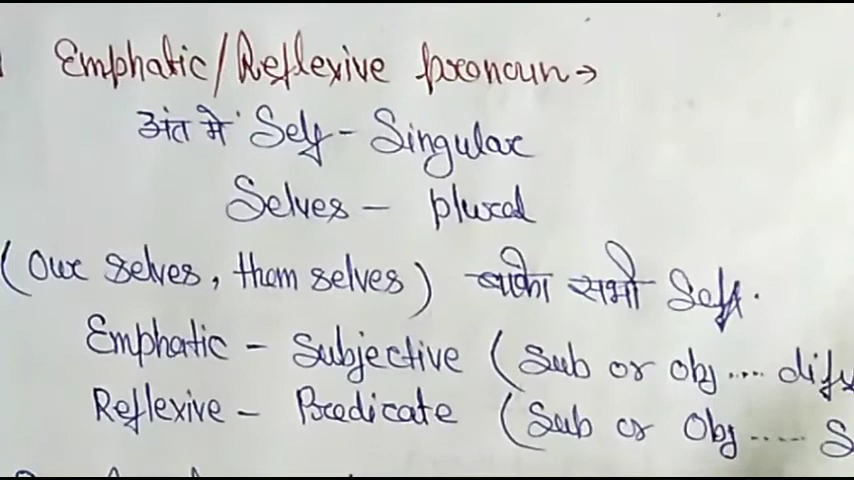 Emphatic/Reflexive pronoun→
अंत मे Self - Singular
Selves - plural
(Our selves, them selves) बाकी सभी Self.
Emphatic - Subjective (Sub or obj....
Reflexive - Predicate (Sub or Obj.....